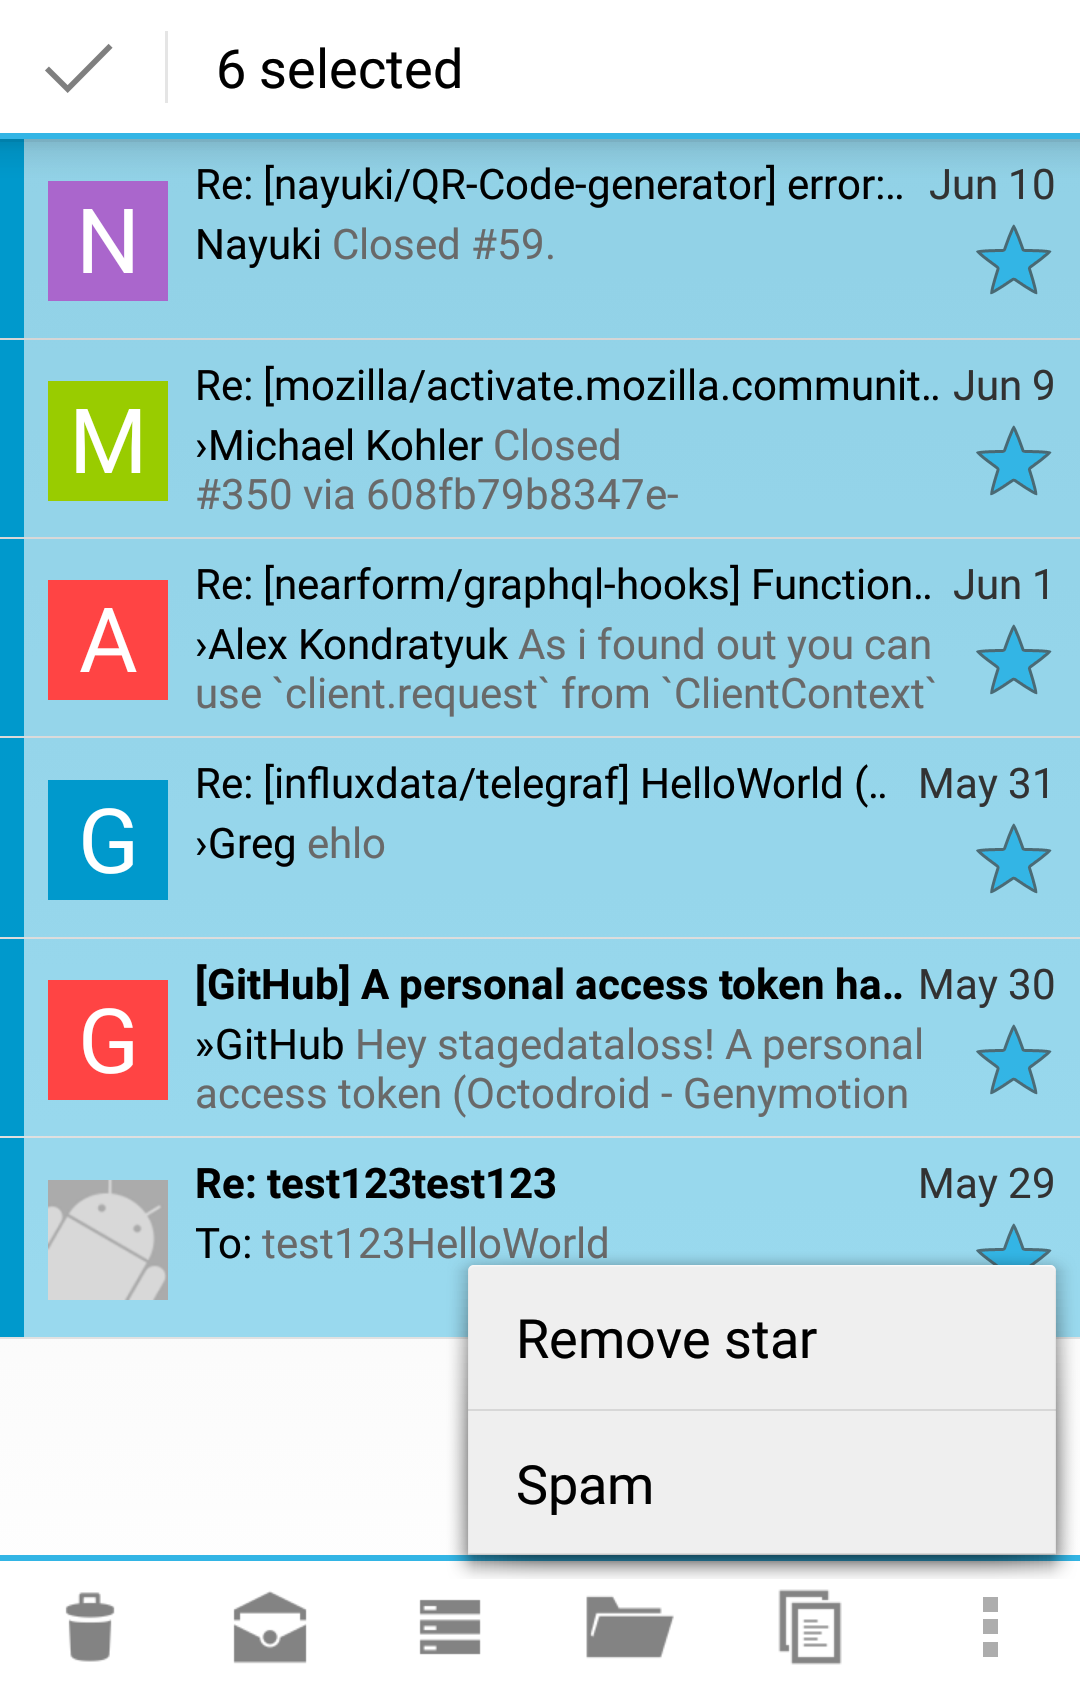 6 selected
N
Re: [nayuki/QR-Code-generator] error:.. Jun 10
Nayuki Closed #59.
M
Re: [mozilla/activate.mozilla.communit.. Jun 9
›Michael Kohler Closed
#350 via 608fb79b8347e-
A
Re: [nearform/graphql-hooks] Function.. Jun 1
›Alex Kondratyuk As i found out you can
use `client.request` from `ClientContext`
G
Re: [influxdata/telegraf] HelloWorld (.. May 31
›Greg ehlo
G
[GitHub] A personal access token ha.. May 30
»GitHub Hey stagedataloss! A personal
access token (Octodroid - Genymotion
Re: test123test123 May 29
To: test123HelloWorld
Remove star
Spam